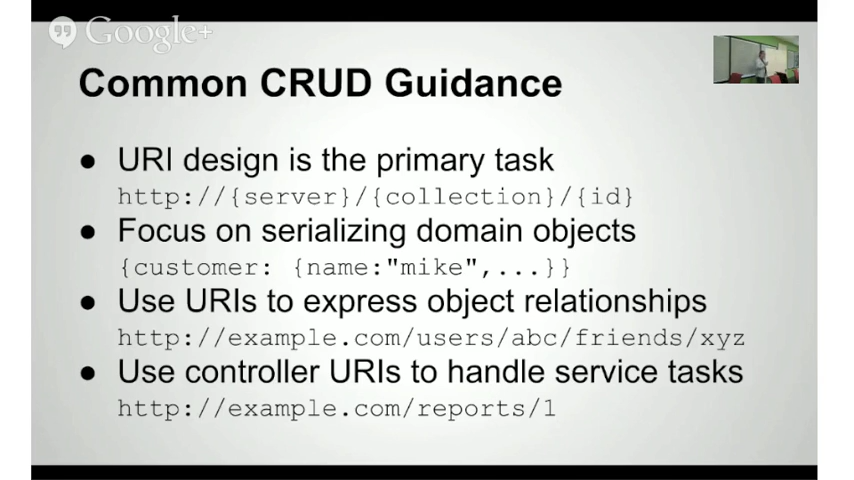 Google+
Common CRUD Guidance
● URI design is the primary task
http://{server}/{collection}/{id}
● Focus on serializing domain objects
{customer: {name:"mike",...}}
● Use URIs to express object relationships
http://example.com/users/abc/friends/xyz
● Use controller URIs to handle service tasks
http://example.com/reports/1